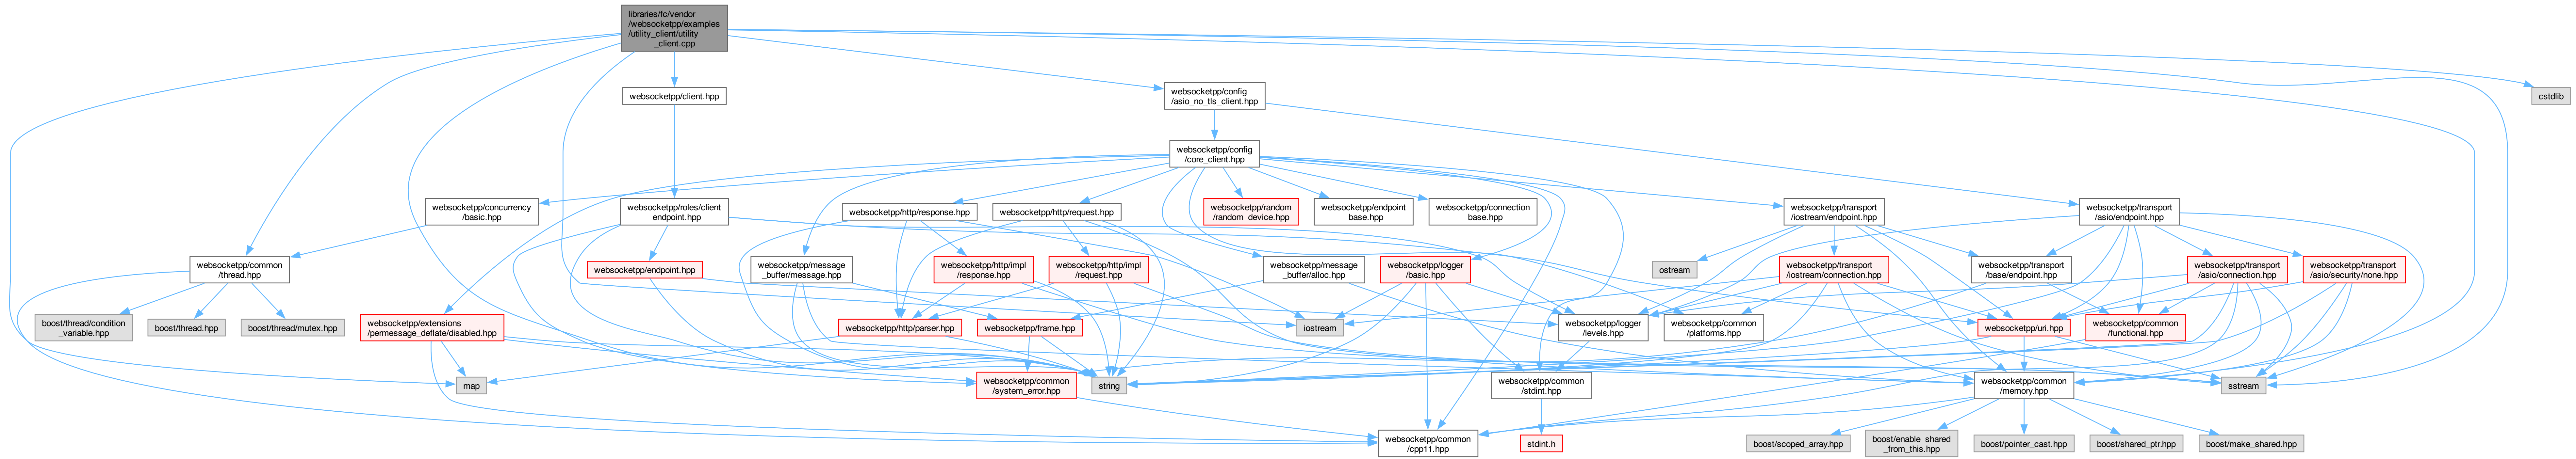 libraries/fc/vendor
/websocketpp/examples
/utility_client/utility
_client.cpp
websocketpp/client.hpp
websocketpp/config
/asio_no_tls_client.hpp
cstdlib
websocketpp/config
/core_client.hpp
websocketpp/concurrency
/basic.hpp
websocketpp/roles/client
_endpoint.hpp
websocketpp/http/response.hpp
websocketpp/http/request.hpp
websocketpp/random
/random_device.hpp
websocketpp/endpoint
_base.hpp
websocketpp/connection
_base.hpp
websocketpp/transport
/iostream/endpoint.hpp
websocketpp/transport
/asio/endpoint.hpp
websocketpp/common
/thread.hpp
websocketpp/endpoint.hpp
websocketpp/message
_buffer/message.hpp
websocketpp/http/impl
/response.hpp
websocketpp/http/impl
/request.hpp
websocketpp/message
_buffer/alloc.hpp
websocketpp/logger
/basic.hpp
ostream
websocketpp/transport
/iostream/connection.hpp
websocketpp/transport
/base/endpoint.hpp
websocketpp/transport
/asio/connection.hpp
websocketpp/transport
/asio/security/none.hpp
boost/thread/condition
_variable.hpp
boost/thread.hpp
boost/thread/mutex.hpp
websocketpp/extensions
/permessage_deflate/disabled.hpp
websocketpp/http/parser.hpp
websocketpp/frame.hpp
iostream
websocketpp/logger
/levels.hpp
websocketpp/common
/platforms.hpp
websocketpp/uri.hpp
websocketpp/common
/functional.hpp
map
websocketpp/common
/system_error.hpp
string
websocketpp/common
/stdint.hpp
websocketpp/common
/memory.hpp
sstream
websocketpp/common
/cpp11.hpp
stdint.h
boost/scoped_array.hpp
boost/enable_shared
_from_this.hpp
boost/pointer_cast.hpp
boost/shared_ptr.hpp
boost/make_shared.hpp